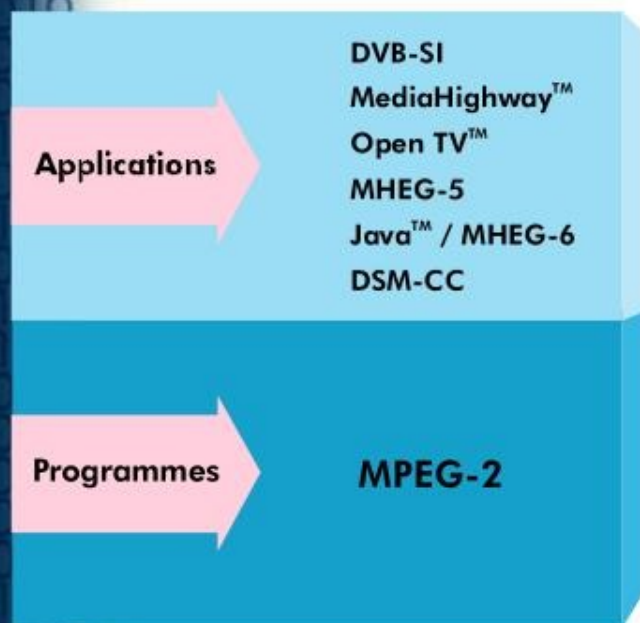 Applications
DVB-SI
MediaHighway™
Open TV™
MHEG-5
Java™ / MHEG-6
DSM-CC
Programmes
MPEG-2